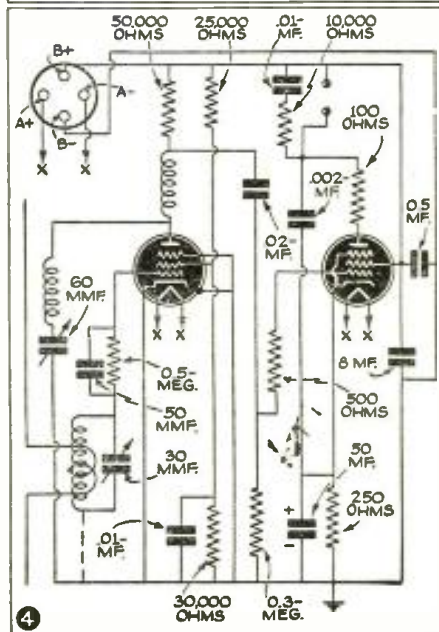 50,000
OHMS
25,000
OHMS
.01-
MF.
10,000
OHMS
B+
A+
A-
B-
X X
100
OHMS
.002-
MF.
.02-
MF.
0.5
MF.
60
MMF.
X X
X X
8 MF.
0.5-
MEG.
50
MMF.
500
OHMS
30
MMF.
50
MF.
+
-
250
OHMS
.01-
MF.
30,000
OHMS
0.3-
MEG.
4